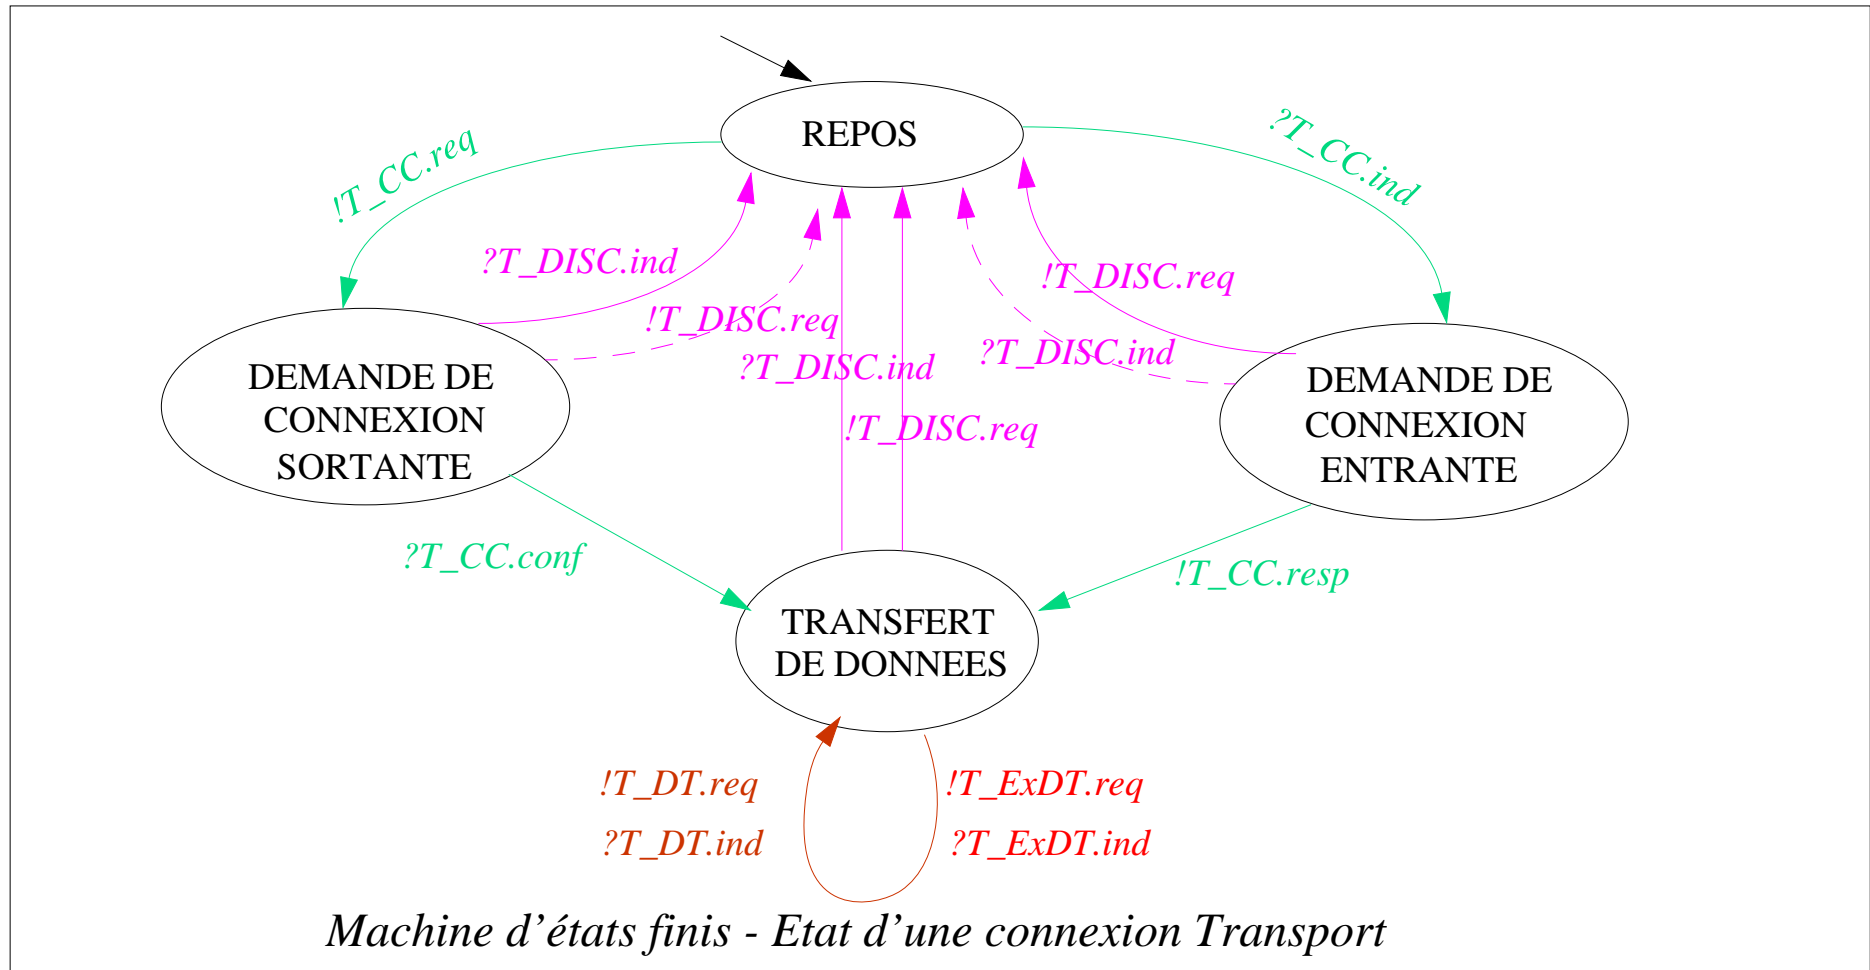 REPOS
!T_CC.req
?T_CC.ind
?T_DISC.ind
!T_DISC.req
!T_DISC.req
?T_DISC.ind
?T_DISC.ind
!T_DISC.req
DEMANDE DE
CONNEXION
SORTANTE
DEMANDE DE
CONNEXION
ENTRANTE
?T_CC.conf
!T_CC.resp
TRANSFERT
DE DONNEES
!T_DT.req
?T_DT.ind
!T_ExDT.req
?T_ExDT.ind
Machine d'états finis - Etat d'une connexion Transport